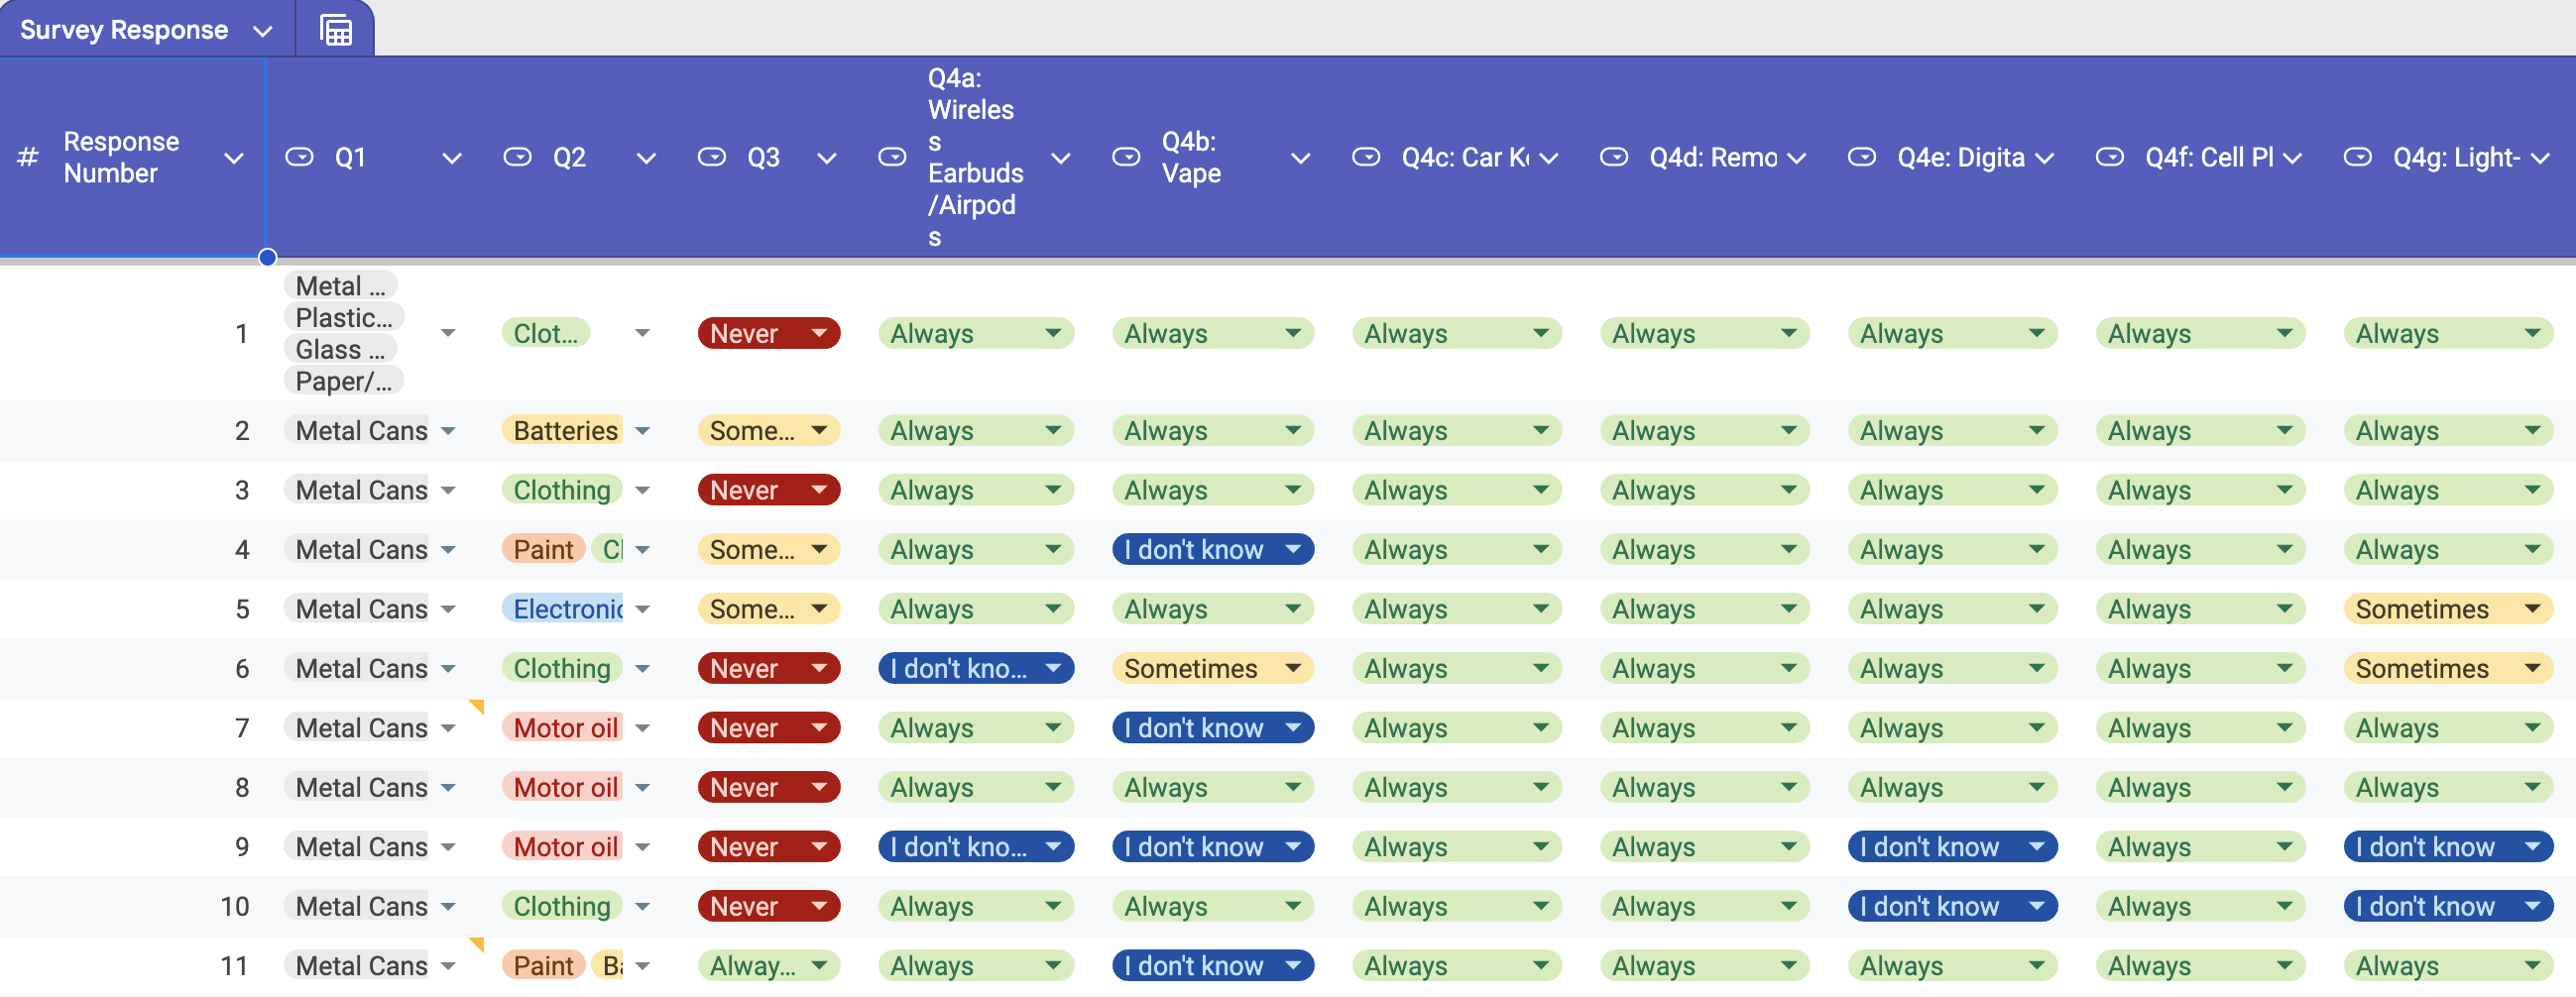 Survey Response
# Response Number Q1 Q2 Q3 Q4a: Wireless Earbuds/Airpods Q4b: Vape Q4c: Car Q4d: Remo Q4e: Digita Q4f: Cell Q4g: Light-
1 Metal ... Plastic... Glass ... Paper/... Clot... Never Always Always Always Always Always Always Always
2 Metal Cans Batteries Some... Always Always Always Always Always Always Always
3 Metal Cans Clothing Never Always Always Always Always Always Always Always
4 Metal Cans Paint Cl Some... Always I don't know Always Always Always Always Always
5 Metal Cans Electronic Some... Always Always Always Always Always Always Sometimes
6 Metal Cans Clothing Never I don't kno... Sometimes Always Always Always Always Sometimes
7 Metal Cans Motor oil Never Always I don't know Always Always Always Always Always
8 Metal Cans Motor oil Never Always Always Always Always Always Always Always
9 Metal Cans Motor oil Never I don't kno... I don't know Always Always I don't know Always I don't know
10 Metal Cans Clothing Never Always Always Always Always I don't know Always I don't know
11 Metal Cans Paint Ba Alway... Always I don't know Always Always Always Always Always